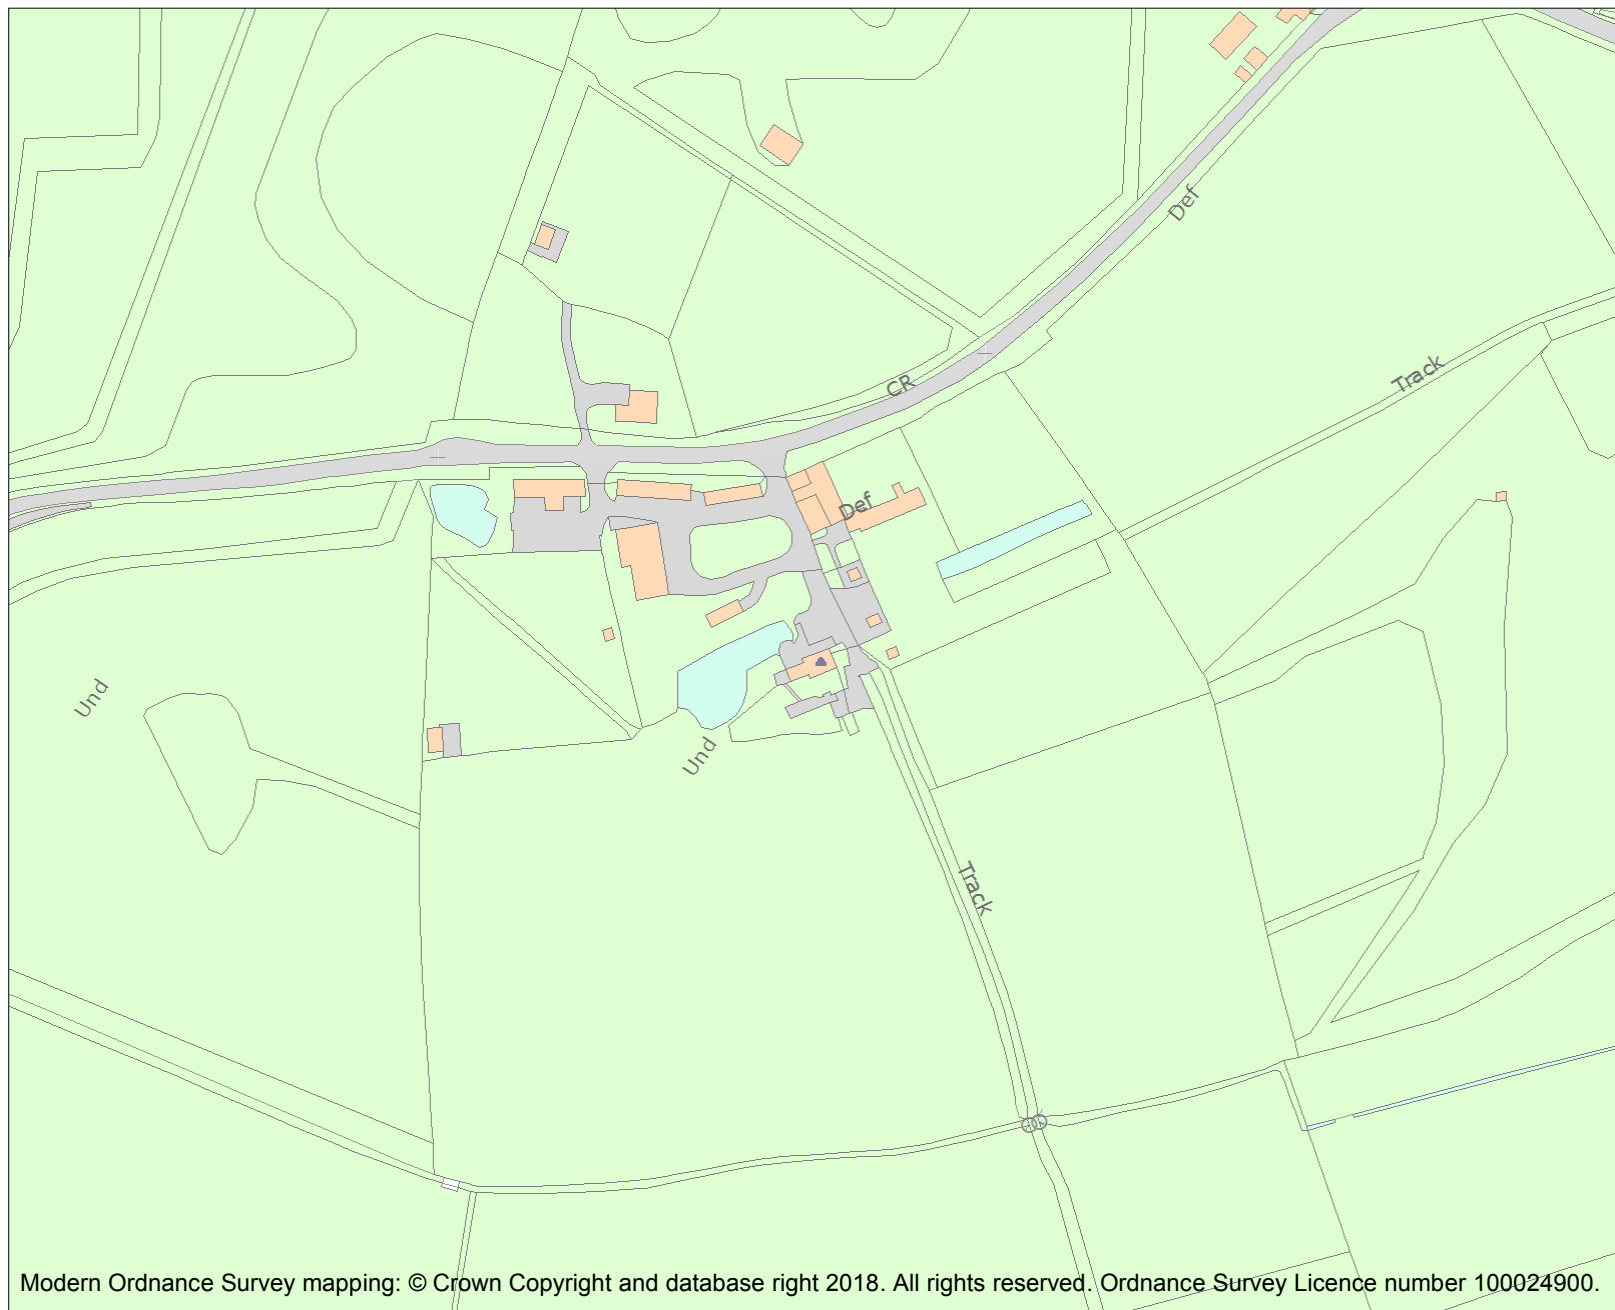 Def
CR
Track
Def
Und
Und
Track
Modern Ordnance Survey mapping: © Crown Copyright and database right 2018. All rights reserved. Ordnance Survey Licence number 100024900.